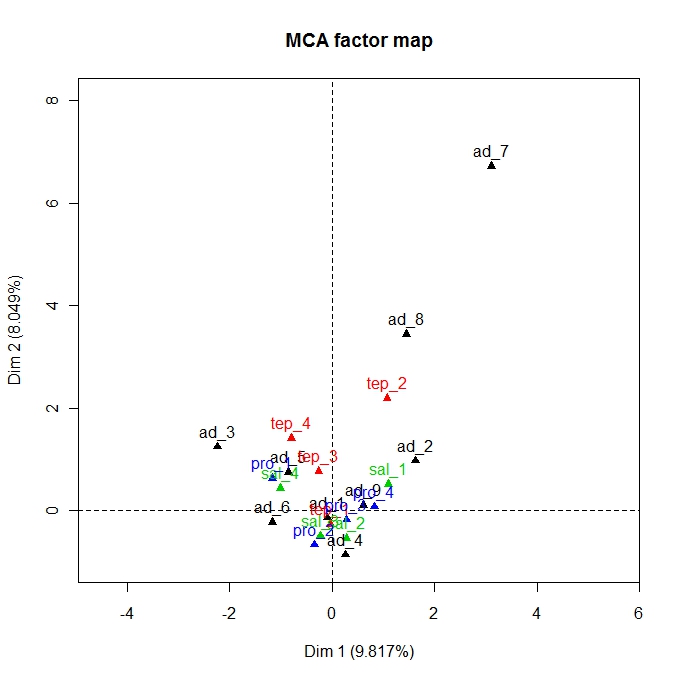 MCA factor map
8
ad_7
6
ad_8
4
tep_2
2
tep_4
ad_3
ad_2
ad_5
tep_3
pro_1
sal_4
sal_1
ad_9
pro_4
0
ad_6
ad_1
tep_1
sal_2
pro_2
ad_4
-4
-2
0
2
4
6
Dim 1 (9.817%)
Dim 2 (8.049%)